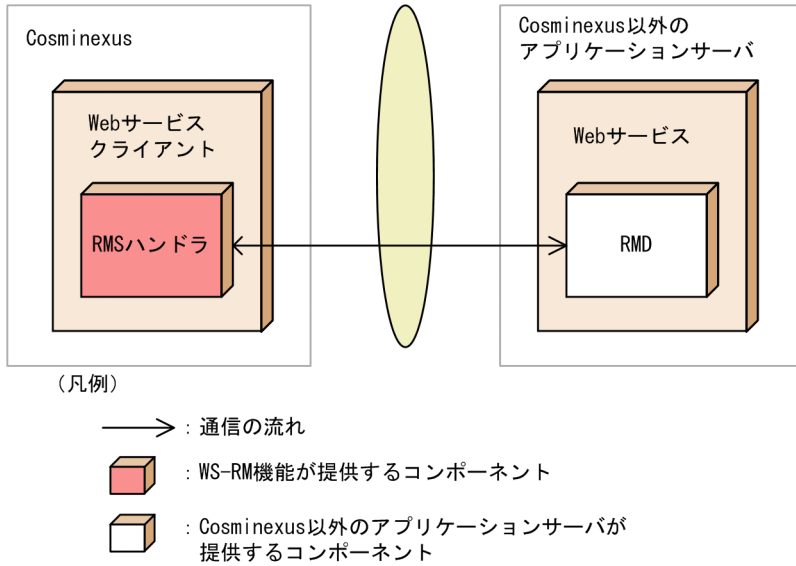 Cosminexus
Cosminexus以外の
アプリケーションサーバ
Webサービス
クライアント
Webサービス
RMSハンドラ
RMD
（凡例）
：通信の流れ
：WS-RM機能が提供するコンポーネント
：Cosminexus以外のアプリケーションサーバが
提供するコンポーネント